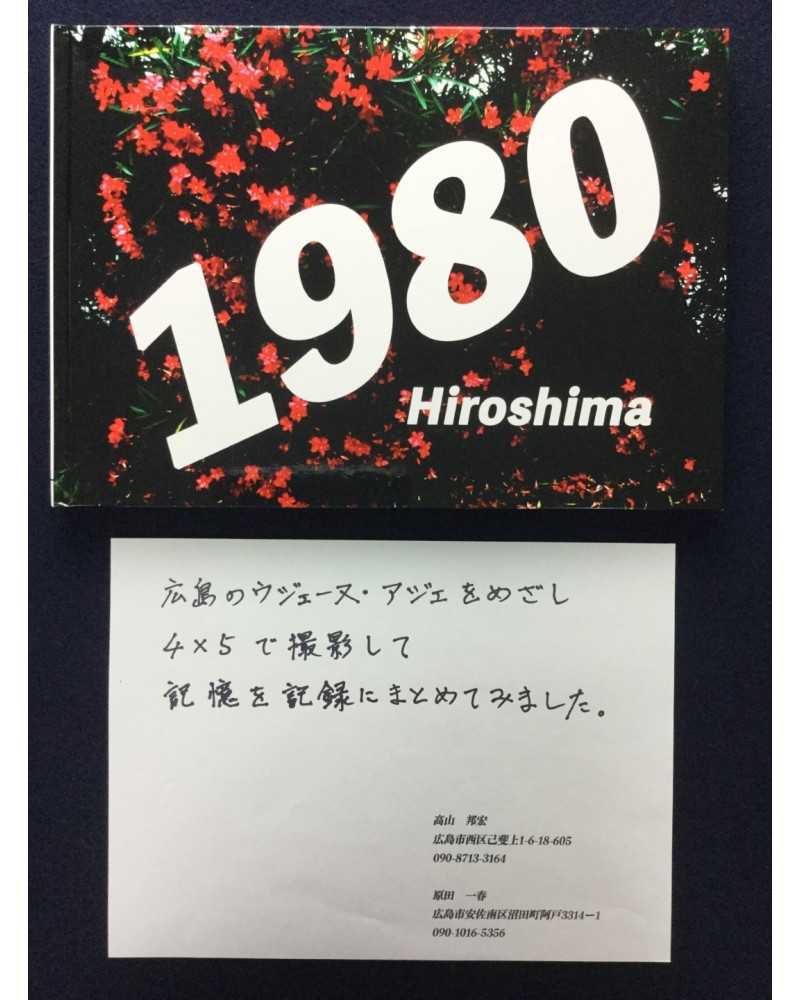 1980
Hiroshima
広島のウジェーヌ・アジェをめざし
4×5で撮影して
記憶を記録にまとめてみました。
高山　邦宏
広島市西区己斐上1-6-18-605
090-8713-3164
原田　一春
広島市安佐南区沼田町阿戸3314ー1
090-1016-5356